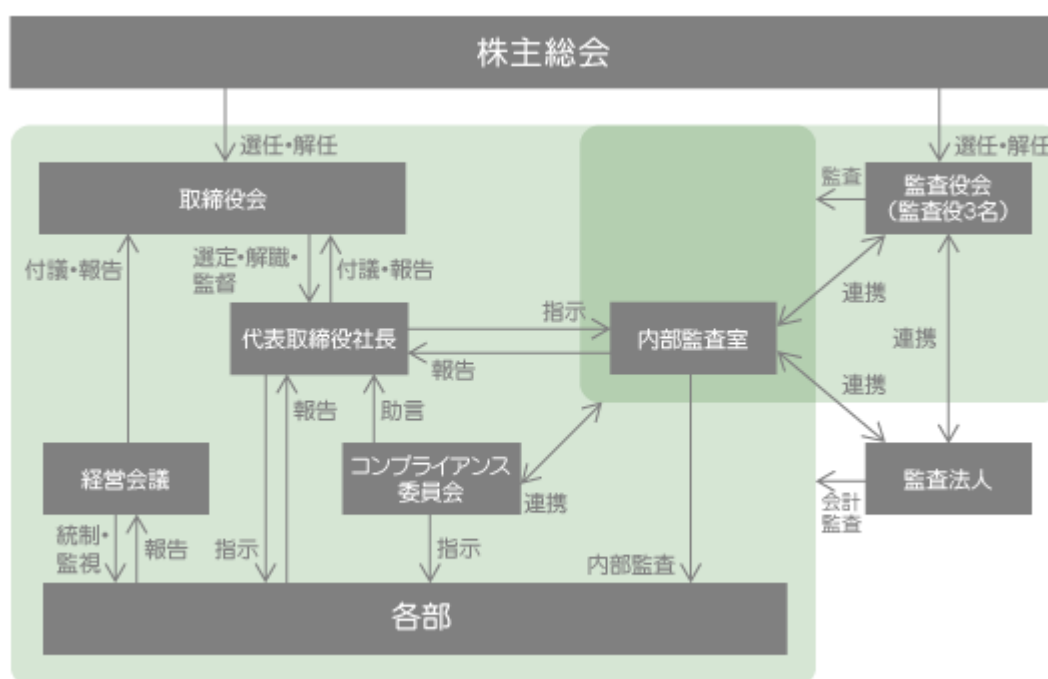 株主総会
選任・解任
選任・解任
取締役会
監査
監査役会
（監査役3名）
付議・報告
選定・解職・
監督
付議・報告
連携
指示
代表取締役社長
内部監査室
連携
報告
連携
報告
助言
経営会議
コンプライアンス
委員会
連携
監査法人
会計
監査
統制・
監視
報告
指示
指示
内部監査
各部